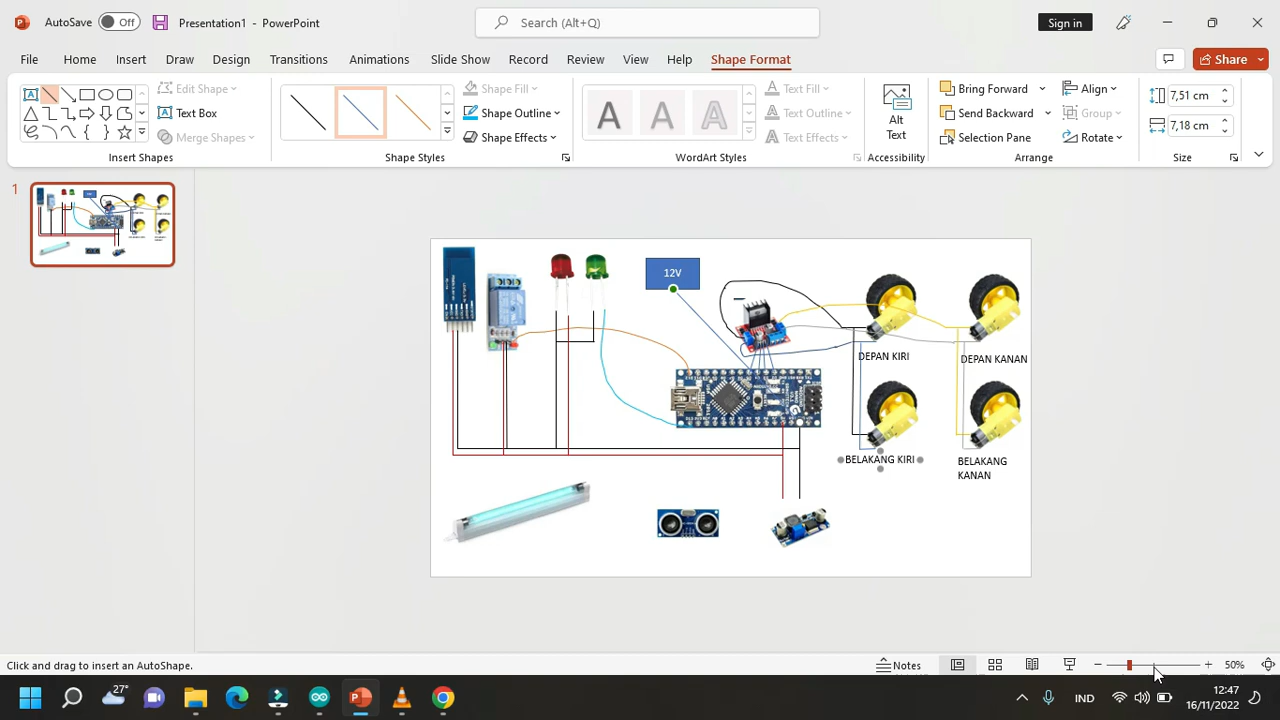 AutoSave Off Presentation1 - PowerPoint Search (Alt+Q) Sign in
File Home Insert Draw Design Transitions Animations Slide Show Record Review View Help Shape Format Share
Edit Shape
Text Box
Merge Shapes
Insert Shapes
Shape Fill
Shape Outline
Shape Effects
Shape Styles
A A A
Text Fill
Text Outline
Text Effects
WordArt Styles
Alt
Text
Accessibility
Bring Forward
Send Backward
Selection Pane
Align
Group
Rotate
Arrange
7,51 cm
7,18 cm
Size
1
12V
DEPAN KIRI
DEPAN KANAN
BELAKANG KIRI
BELAKANG
KANAN
Click and drag to insert an AutoShape. Notes 50%
27° IND 12:47
16/11/2022